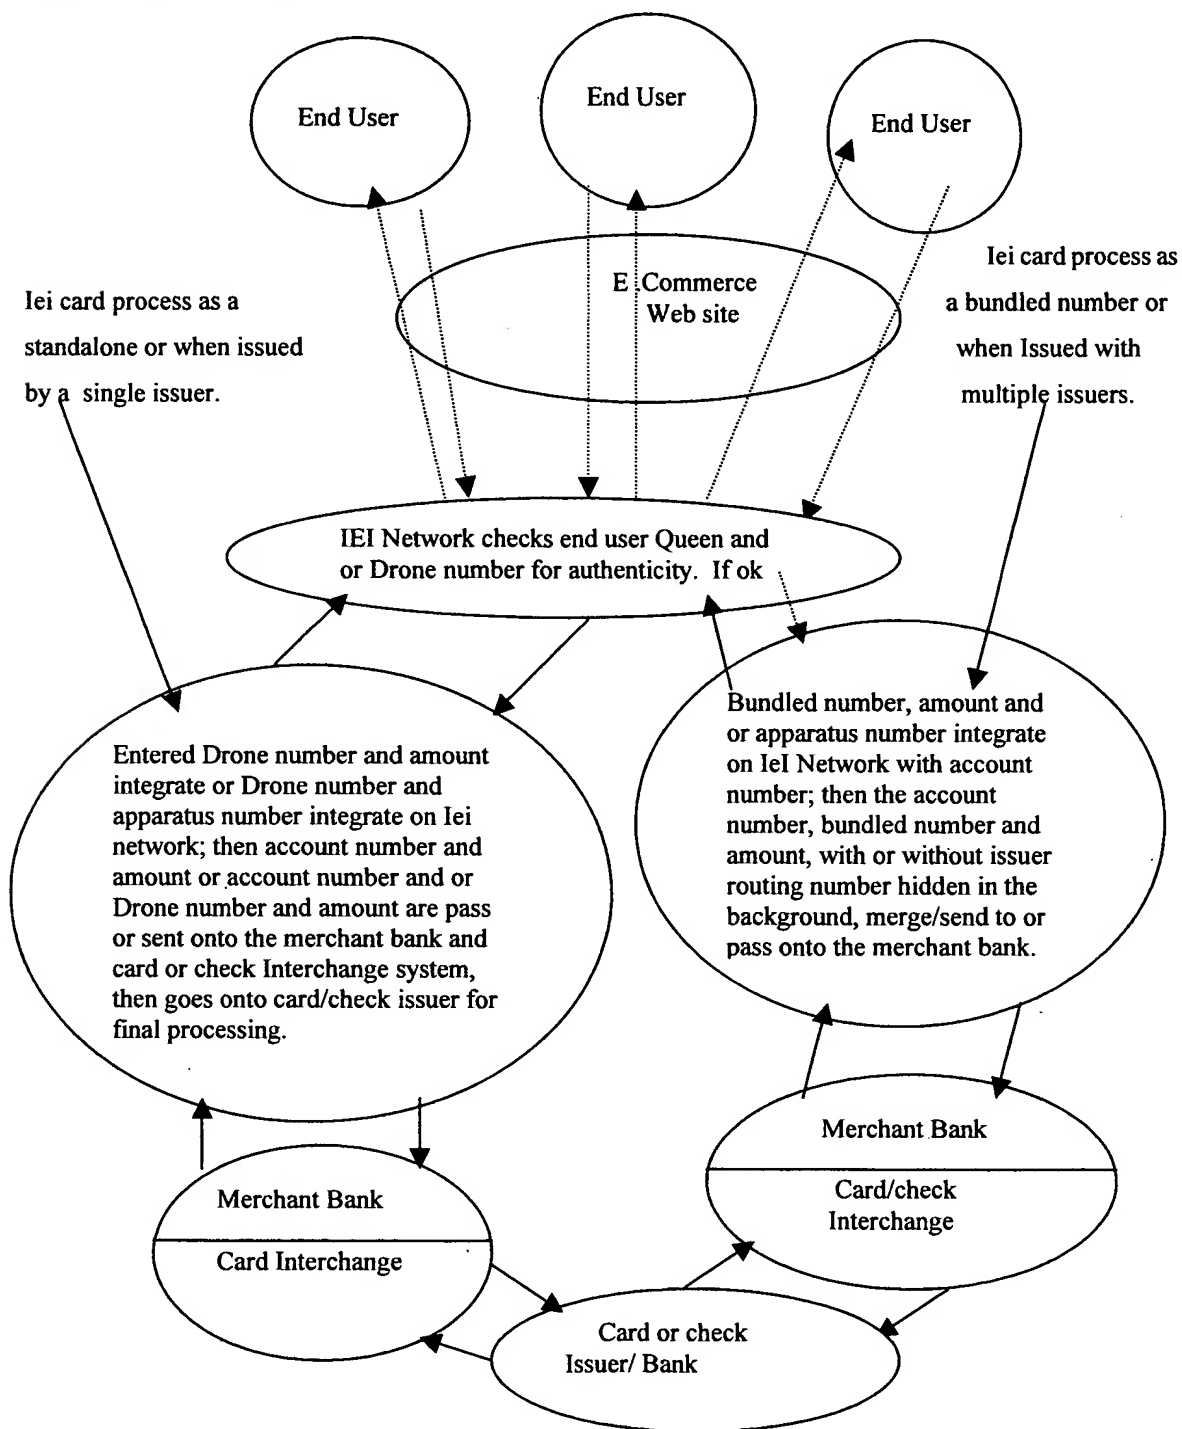 End User
End User
End User
E Commerce
Web site
Iei card process as a
standalone or when issued
by a single issuer.
Iei card process as
a bundled number or
when Issued with
multiple issuers.
IEI Network checks end user Queen and
or Drone number for authenticity. If ok
Entered Drone number and amount
integrate or Drone number and
apparatus number integrate on Iei
network; then account number and
amount or account number and or
Drone number and amount are pass
or sent onto the merchant bank and
card or check Interchange system,
then goes onto card/check issuer for
final processing.
Bundled number, amount and
or apparatus number integrate
on IeI Network with account
number; then the account
number, bundled number and
amount, with or without issuer
routing number hidden in the
background, merge/send to or
pass onto the merchant bank.
Merchant Bank
Card Interchange
Merchant Bank
Card/check
Interchange
Card or check
Issuer/ Bank